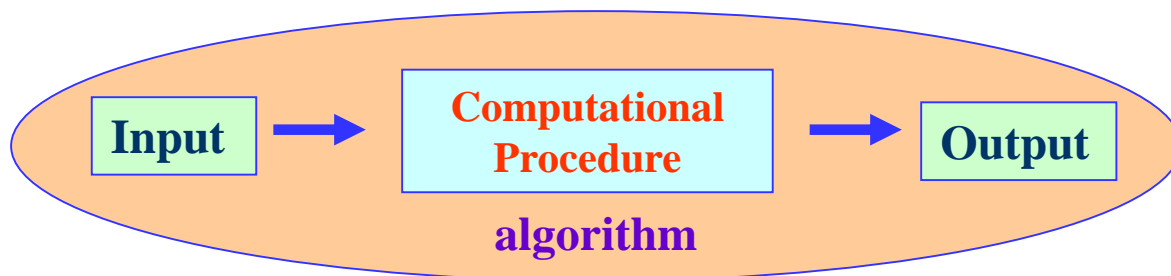 Input
Computational
Procedure
Output
algorithm